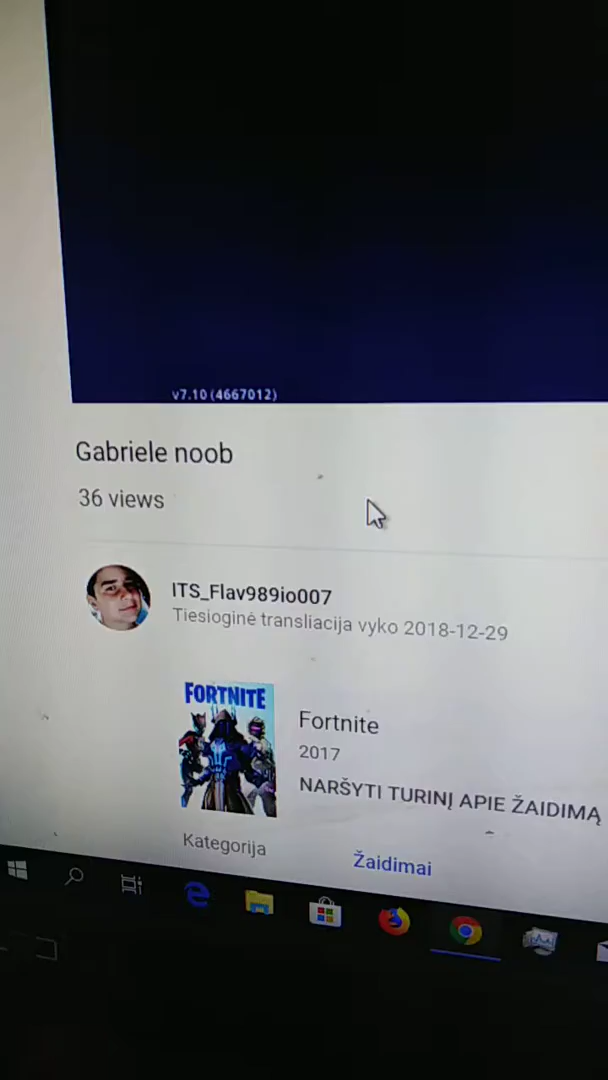 v7.10 (4667012)
Gabriele noob
36 views
ITS_Flav989io007
Tiesioginė transliacija vyko 2018-12-29
FORTNITE
Fortnite
2017
NARŠYTI TURINĮ APIE ŽAIDIMĄ
Kategorija
Žaidimai